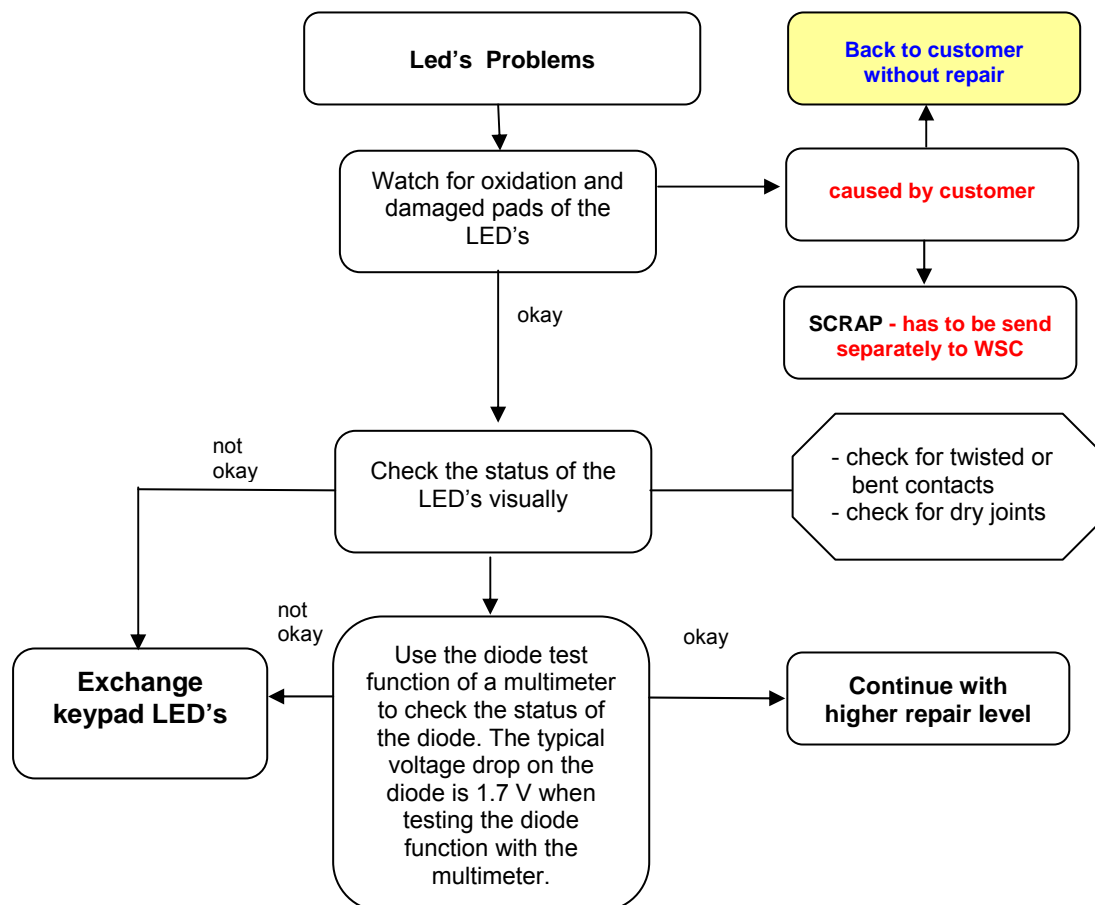 Led's Problems
Back to customer
without repair
Watch for oxidation and
damaged pads of the
LED's
caused by customer
okay
SCRAP - has to be send
separately to WSC
not
okay
Check the status of the
LED's visually
- check for twisted or
bent contacts
- check for dry joints
not
okay
okay
Exchange
keypad LED's
Use the diode test
function of a multimeter
to check the status of
the diode. The typical
voltage drop on the
diode is 1.7 V when
testing the diode
function with the
multimeter.
Continue with
higher repair level